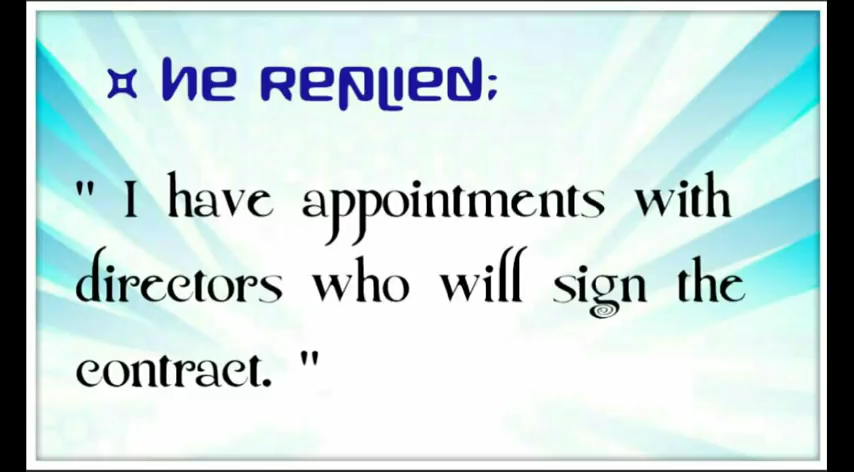 ¤ He Replied;
" I have appointments with
directors who will sign the
contract. "